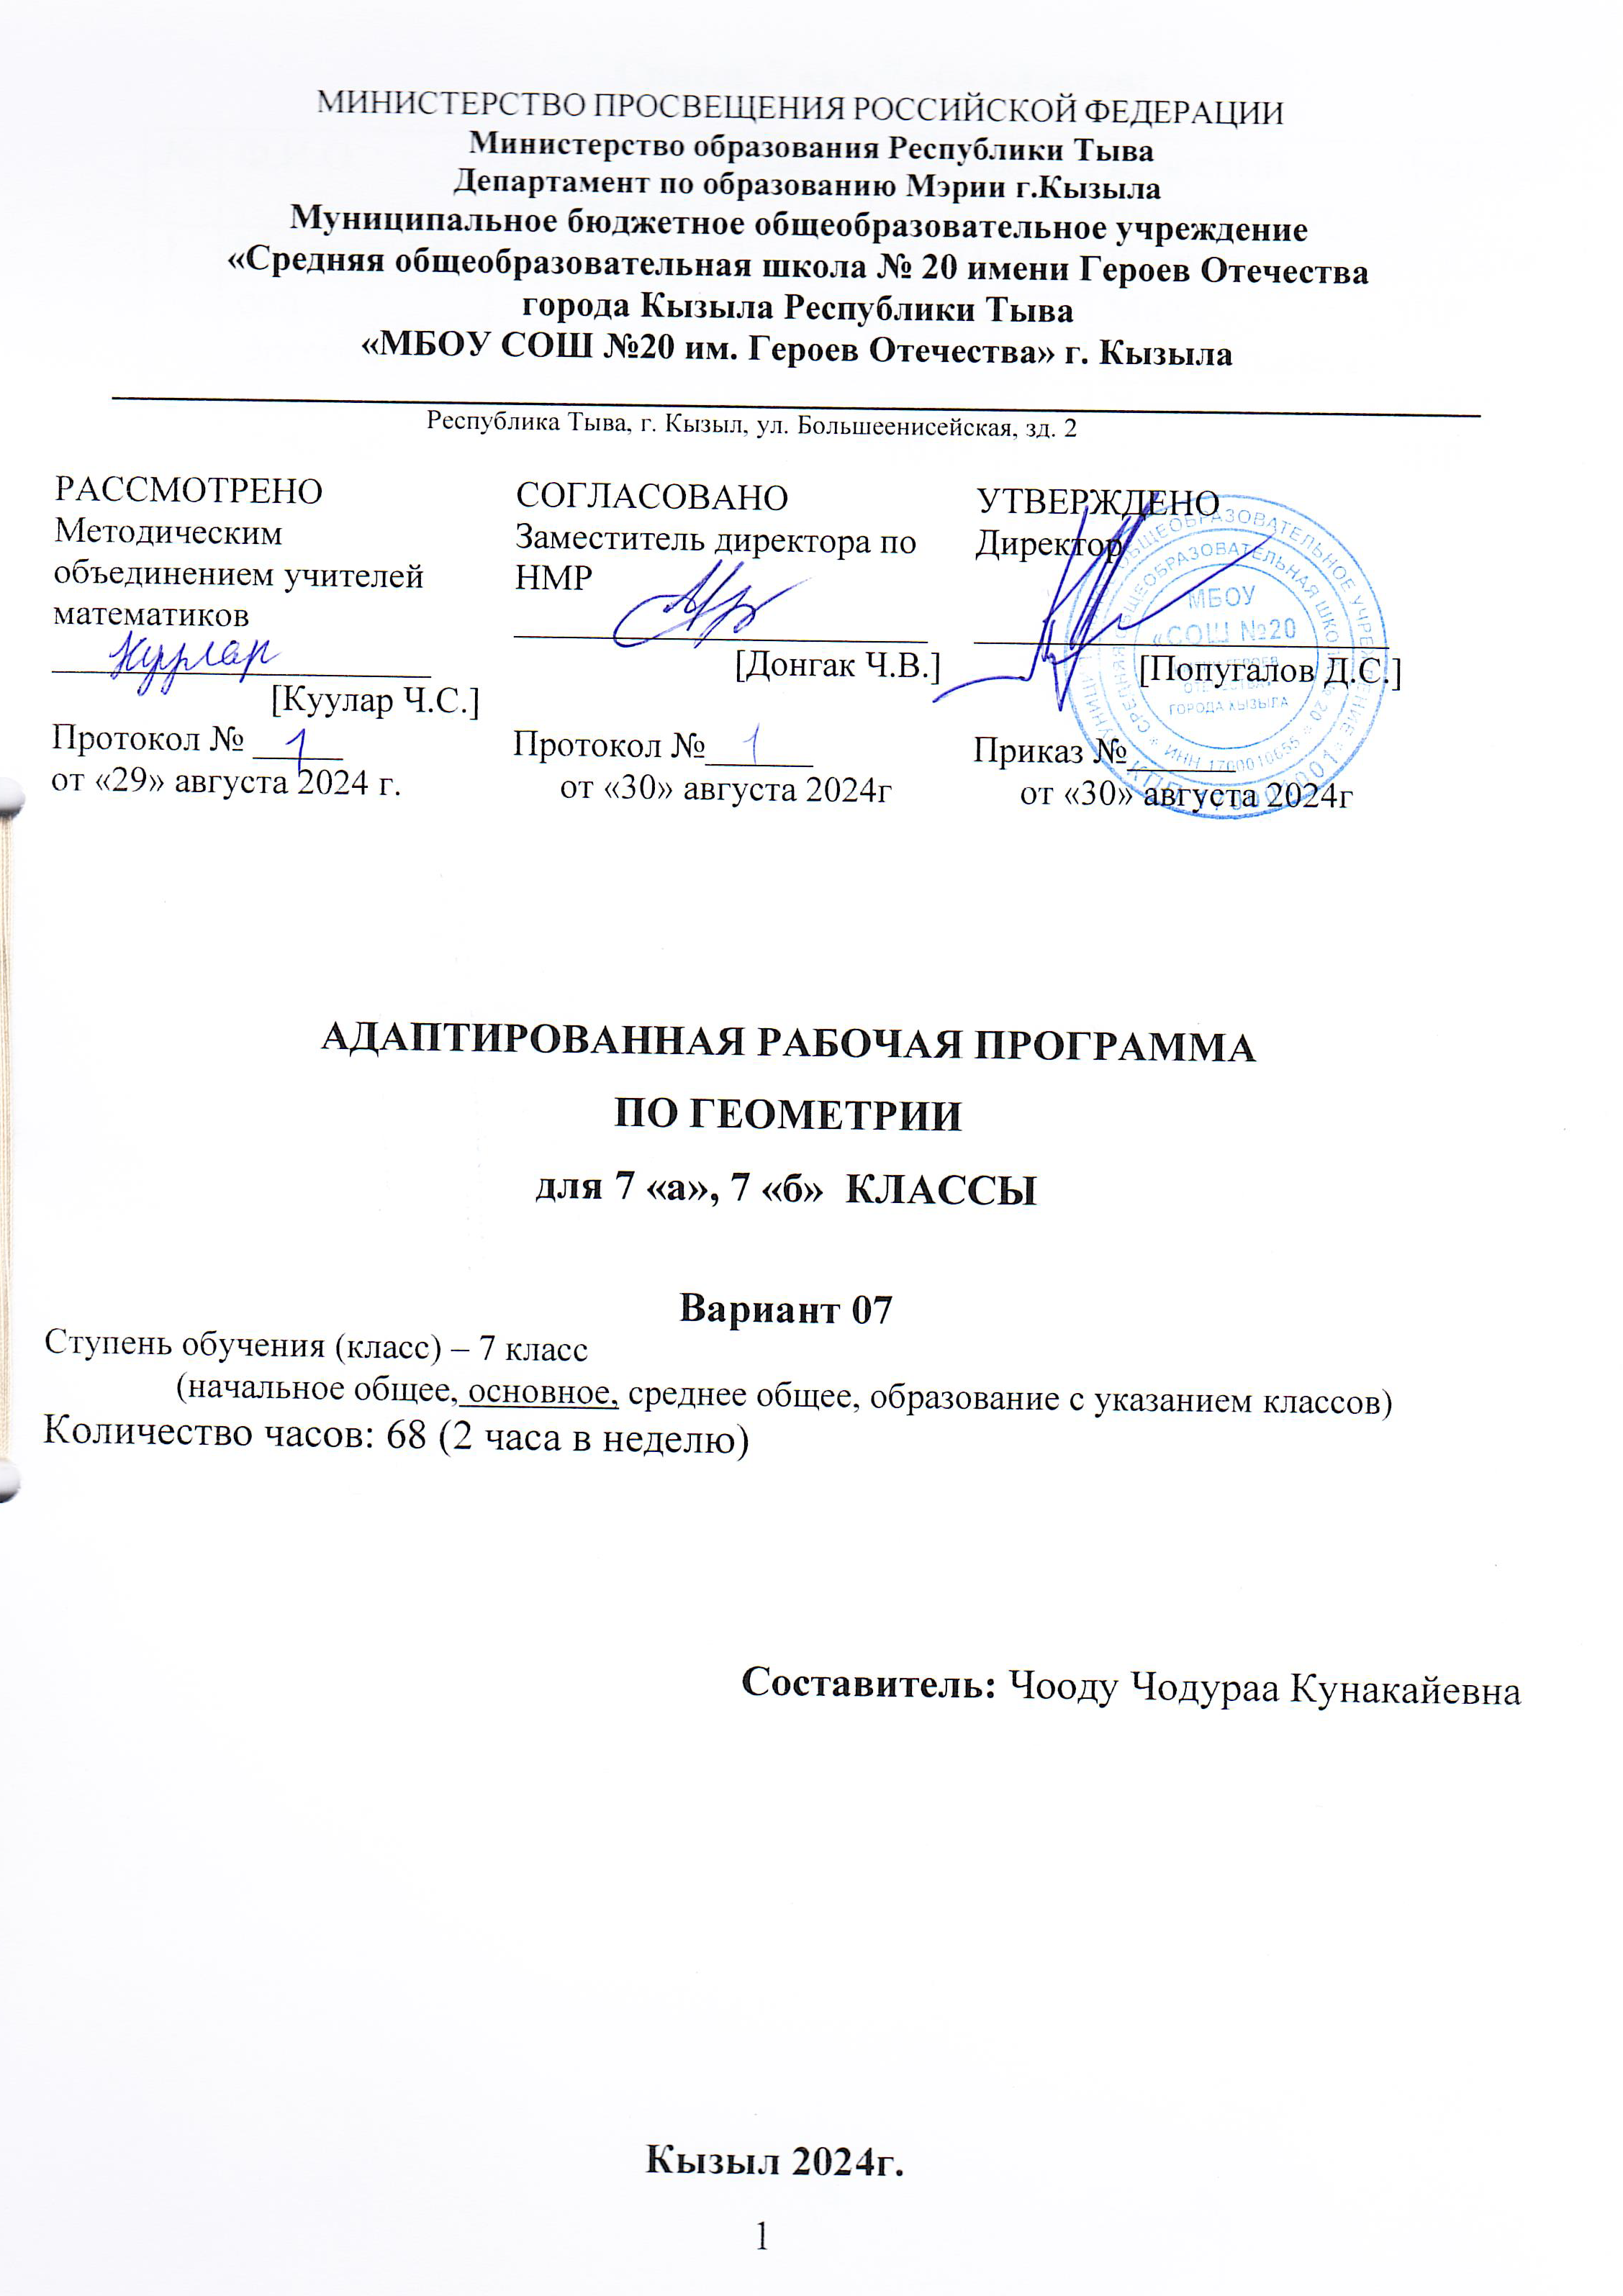 МИНИСТЕРСТВО ПРОСВЕЩЕНИЯ РОССИЙСКОЙ ФЕДЕРАЦИИ
Министерство образования Республики Тыва
Департамент по образованию Мэрии г.Кызыла
Муниципальное бюджетное общеобразовательное учреждение
«Средняя общеобразовательная школа № 20 имени Героев Отечества
города Кызыла Республики Тыва
«МБОУ СОШ №20 им. Героев Отечества» г. Кызыла
Республика Тыва, г. Кызыл, ул. Большеенисейская, зд. 2
РАССМОТРЕНО
Методическим
объединением учителей
математиков
Куулар
[Куулар Ч.С.]
Протокол № 1
от «29» августа 2024 г.
СОГЛАСОВАНО
Заместитель директора по
НМР
[Донгак Ч.В.]
Протокол № 1
от «30» августа 2024г
УТВЕРЖДЕНО
Директор
[Попугалов Д.С.]
Приказ №
от «30» августа 2024г
МБОУ
«СОШ №20
ГОРОДА КЫЗЫЛА
АДАПТИРОВАННАЯ РАБОЧАЯ ПРОГРАММА
ПО ГЕОМЕТРИИ
для 7 «а», 7 «б» КЛАССЫ
Вариант 07
Ступень обучения (класс) – 7 класс
(начальное общее, основное, среднее общее, образование с указанием классов)
Количество часов: 68 (2 часа в неделю)
Составитель: Чооду Чодураа Кунакайевна
Кызыл 2024г.
1